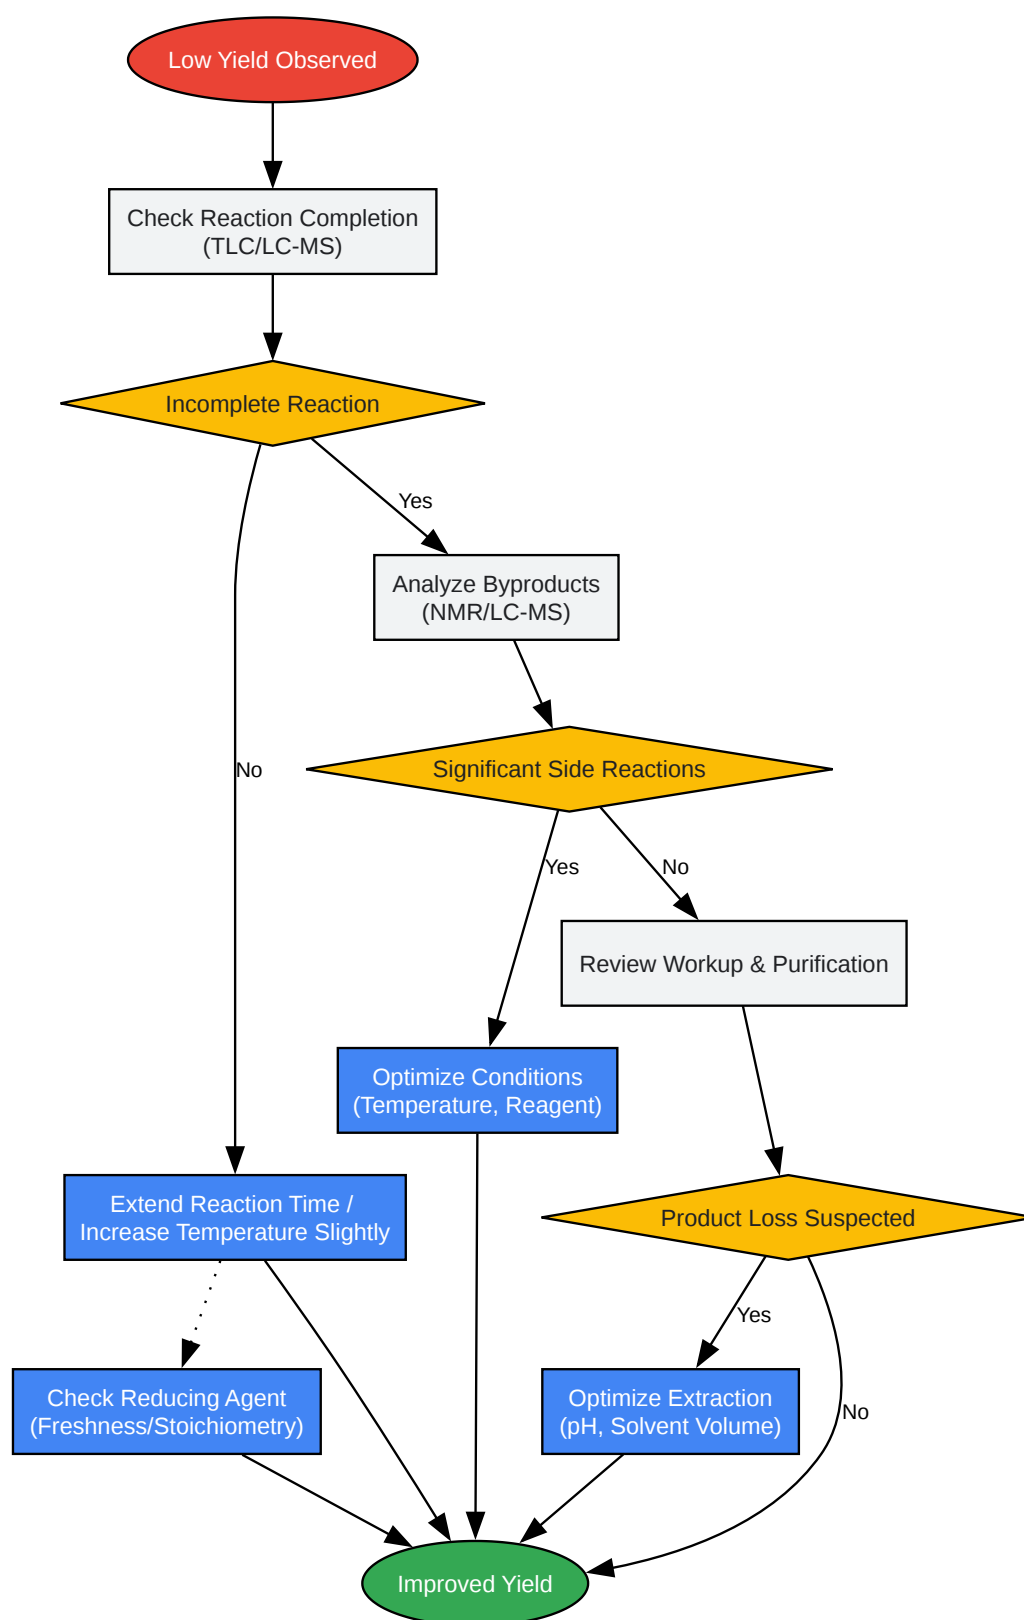 Low Yield Observed
Check Reaction Completion
(TLC/LC-MS)
Incomplete Reaction
Yes
Analyze Byproducts
(NMR/LC-MS)
No
Significant Side Reactions
Yes
No
Review Workup & Purification
Optimize Conditions
(Temperature, Reagent)
Extend Reaction Time /
Increase Temperature Slightly
Product Loss Suspected
Yes
Check Reducing Agent
(Freshness/Stoichiometry)
Optimize Extraction
(pH, Solvent Volume)
No
Improved Yield